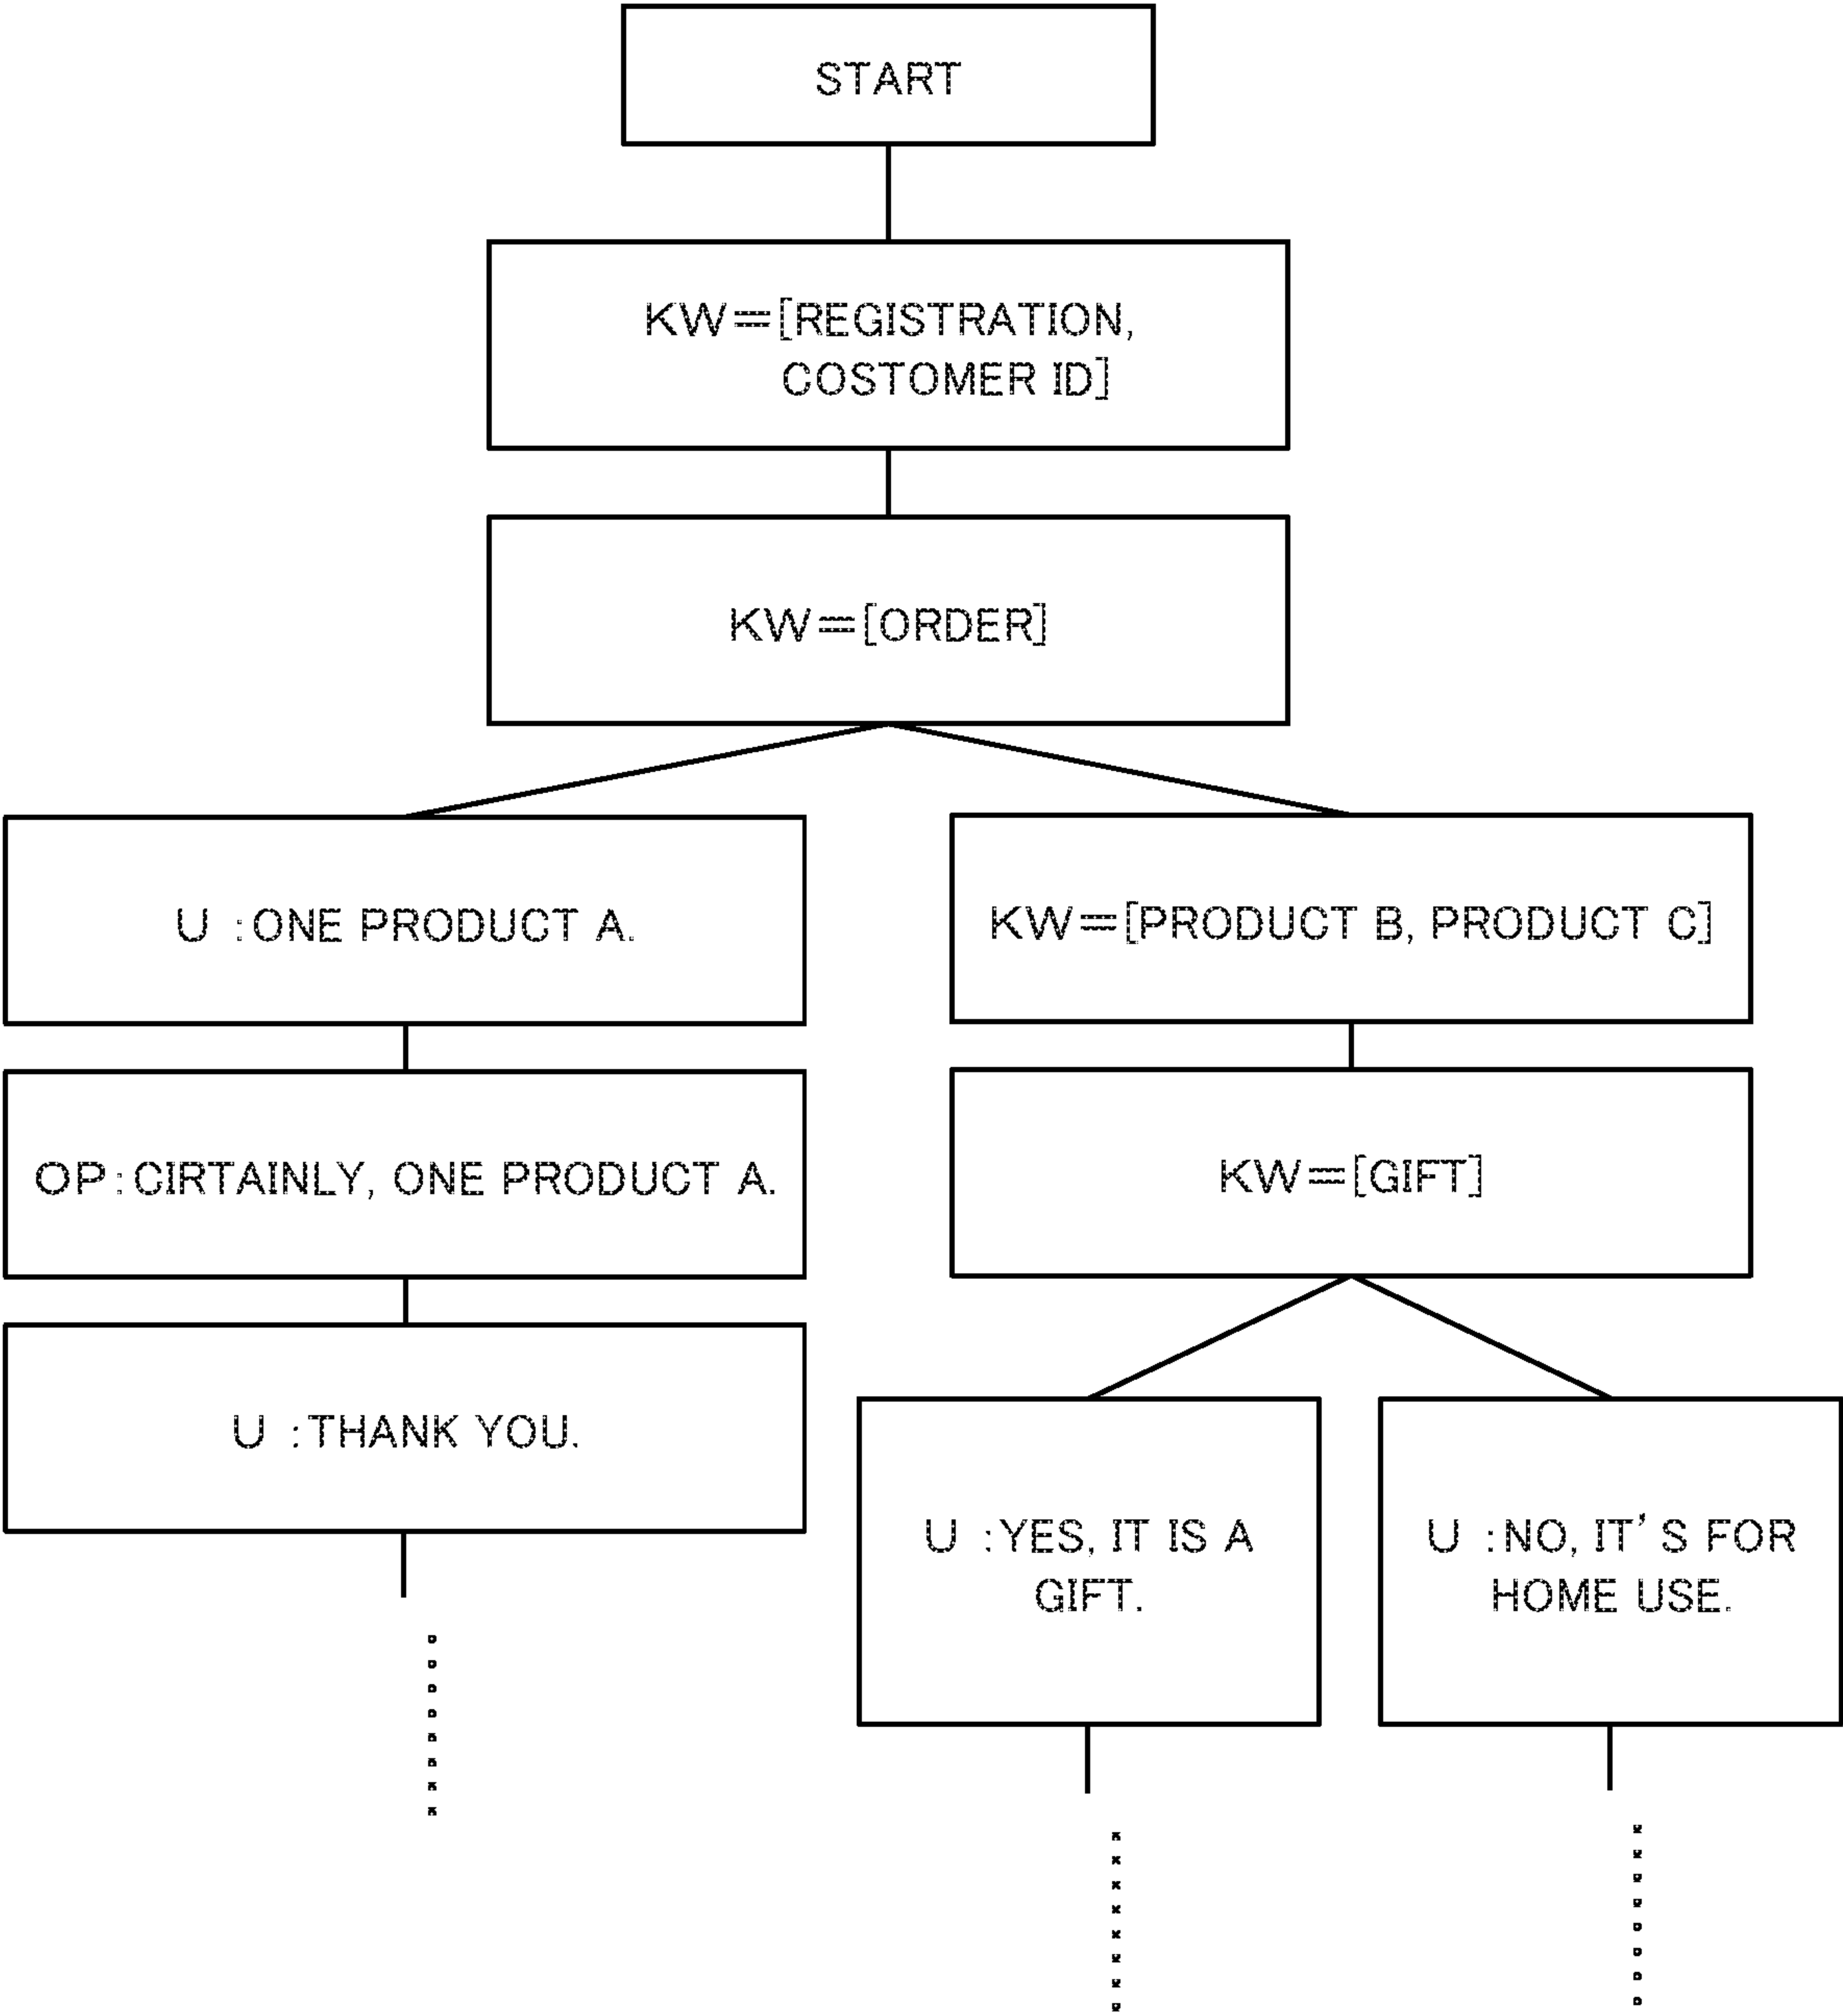 START
KW=[REGISTRATION,
COSTOMER ID]
KW=[ORDER]
U :ONE PRODUCT A.
OP:CIRTAINLY, ONE PRODUCT A.
U :THANK YOU.
KW=[PRODUCT B, PRODUCT C]
KW=[GIFT]
U :YES, IT IS A
GIFT.
U :NO, IT'S FOR
HOME USE.